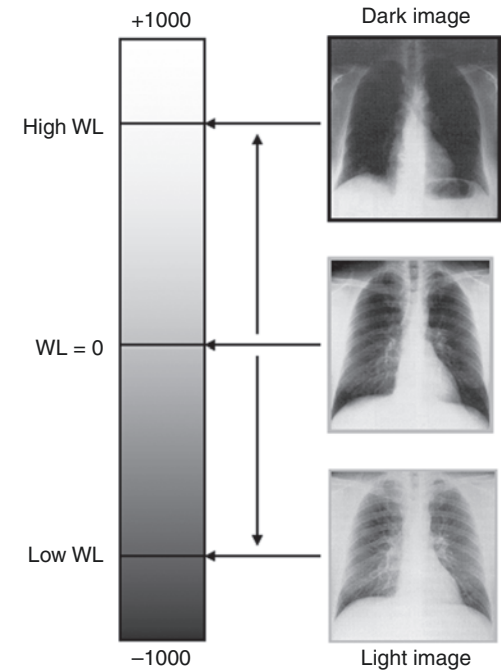 +1000
Dark image
High WL
WL = 0
Low WL
–1000
Light image